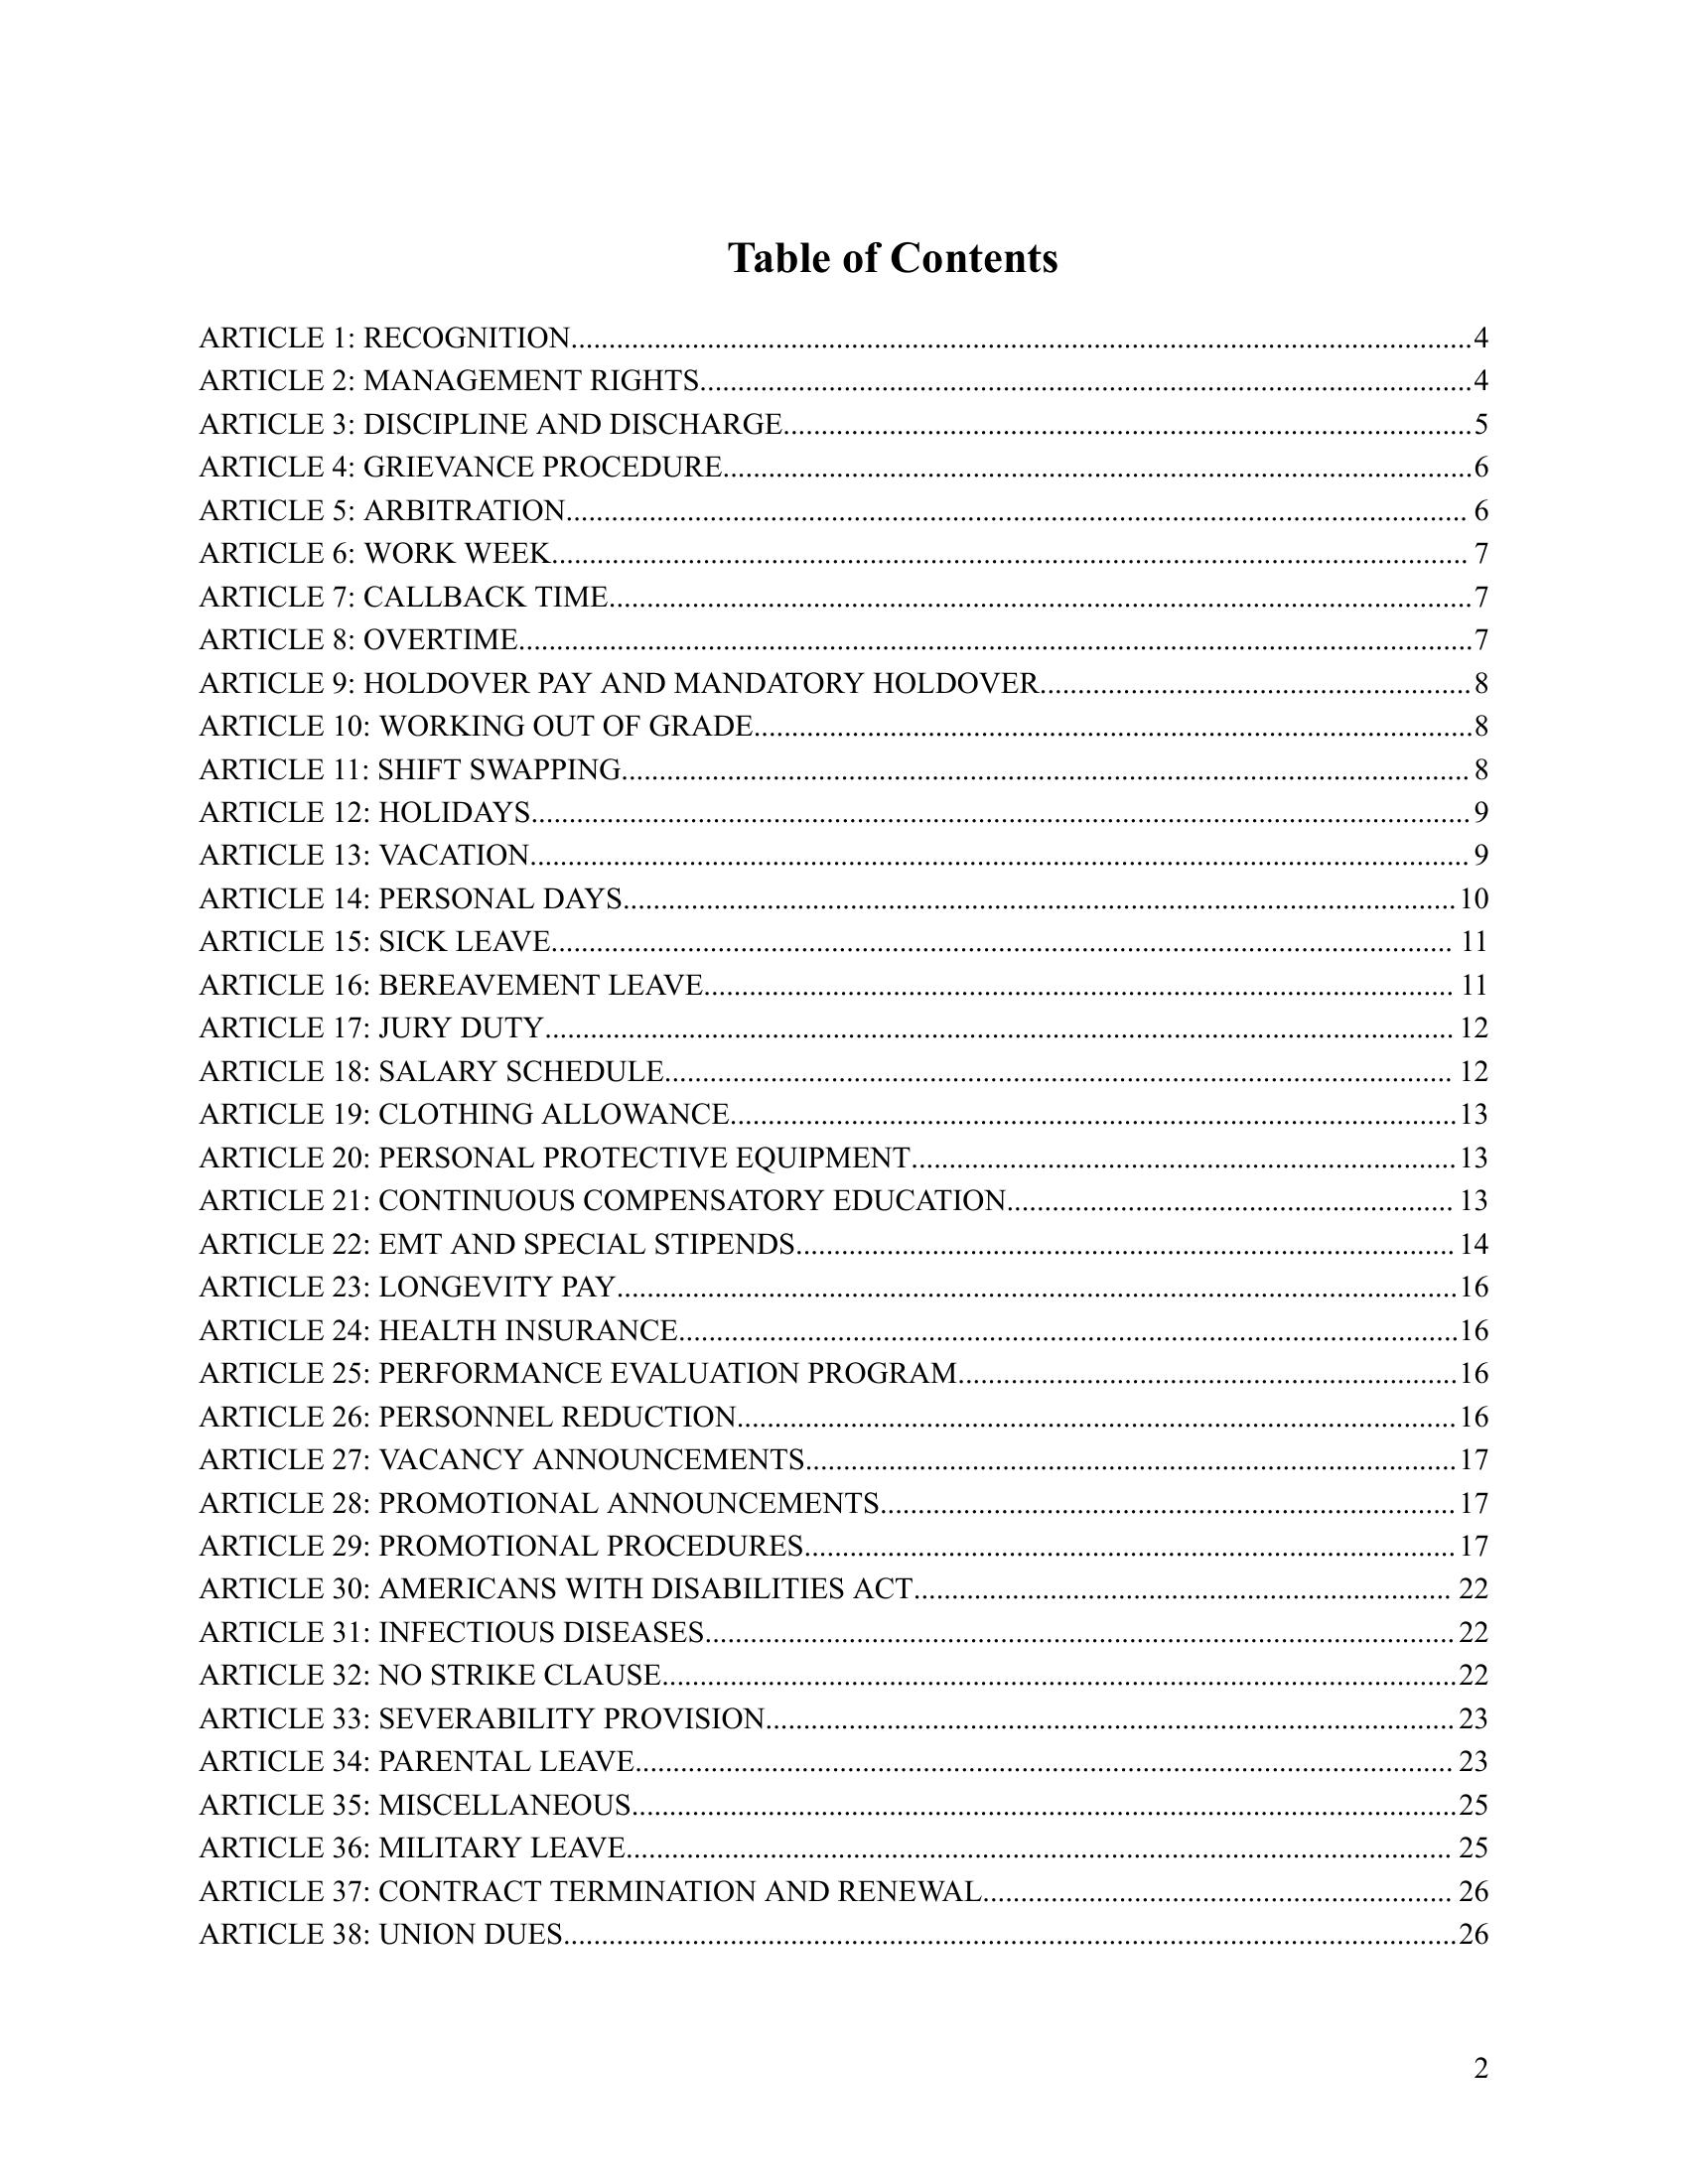 Table of Contents
ARTICLE 1: RECOGNITION....................4
ARTICLE 2: MANAGEMENT RIGHTS....................4
ARTICLE 3: DISCIPLINE AND DISCHARGE....................5
ARTICLE 4: GRIEVANCE PROCEDURE....................6
ARTICLE 5: ARBITRATION.................... 6
ARTICLE 6: WORK WEEK.................... 7
ARTICLE 7: CALLBACK TIME....................7
ARTICLE 8: OVERTIME....................7
ARTICLE 9: HOLDOVER PAY AND MANDATORY HOLDOVER....................8
ARTICLE 10: WORKING OUT OF GRADE....................8
ARTICLE 11: SHIFT SWAPPING.................... 8
ARTICLE 12: HOLIDAYS.................... 9
ARTICLE 13: VACATION.................... 9
ARTICLE 14: PERSONAL DAYS.................... 10
ARTICLE 15: SICK LEAVE.................... 11
ARTICLE 16: BEREAVEMENT LEAVE.................... 11
ARTICLE 17: JURY DUTY.................... 12
ARTICLE 18: SALARY SCHEDULE.................... 12
ARTICLE 19: CLOTHING ALLOWANCE....................13
ARTICLE 20: PERSONAL PROTECTIVE EQUIPMENT....................13
ARTICLE 21: CONTINUOUS COMPENSATORY EDUCATION.................... 13
ARTICLE 22: EMT AND SPECIAL STIPENDS.................... 14
ARTICLE 23: LONGEVITY PAY....................16
ARTICLE 24: HEALTH INSURANCE....................16
ARTICLE 25: PERFORMANCE EVALUATION PROGRAM....................16
ARTICLE 26: PERSONNEL REDUCTION....................16
ARTICLE 27: VACANCY ANNOUNCEMENTS....................17
ARTICLE 28: PROMOTIONAL ANNOUNCEMENTS.................... 17
ARTICLE 29: PROMOTIONAL PROCEDURES.................... 17
ARTICLE 30: AMERICANS WITH DISABILITIES ACT.................... 22
ARTICLE 31: INFECTIOUS DISEASES.................... 22
ARTICLE 32: NO STRIKE CLAUSE....................22
ARTICLE 33: SEVERABILITY PROVISION.................... 23
ARTICLE 34: PARENTAL LEAVE.................... 23
ARTICLE 35: MISCELLANEOUS....................25
ARTICLE 36: MILITARY LEAVE.................... 25
ARTICLE 37: CONTRACT TERMINATION AND RENEWAL.................... 26
ARTICLE 38: UNION DUES....................26
2